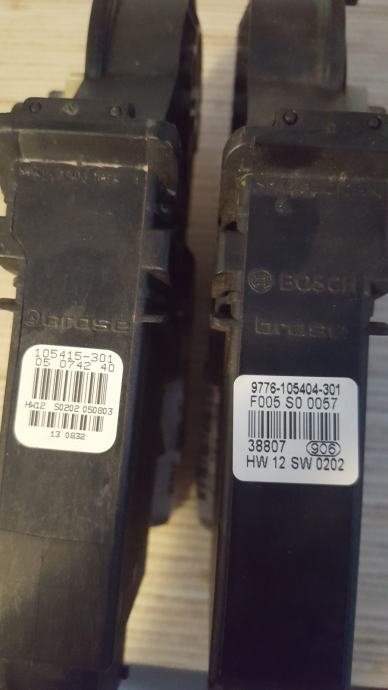 brose
105415-301
05 0742 40
HW12 S0202 050803
13 0832
BOSCH
brose
9776-105404-301
F005 S0 0057
38807 906
HW 12 SW 0202